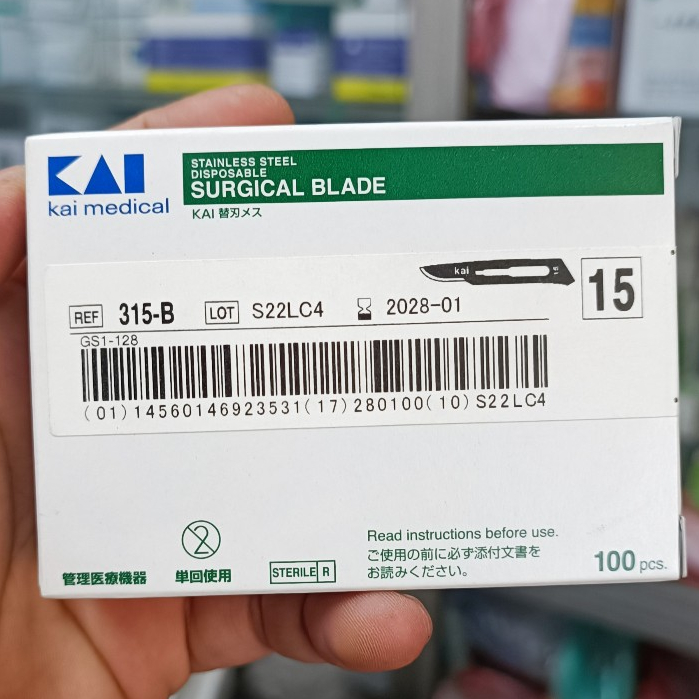 KAI
kai medical
STAINLESS STEEL
DISPOSABLE
SURGICAL BLADE
KAI 替刃メス
kai 15
15
REF 315-B LOT S22LC4 2028-01
GS1-128
(01)14560146923531(17)280100(10)S22LC4
2
管理医療機器
単回使用
STERILE R
Read instructions before use.
ご使用の前に必ず添付文書を
お読みください。
100 pcs.